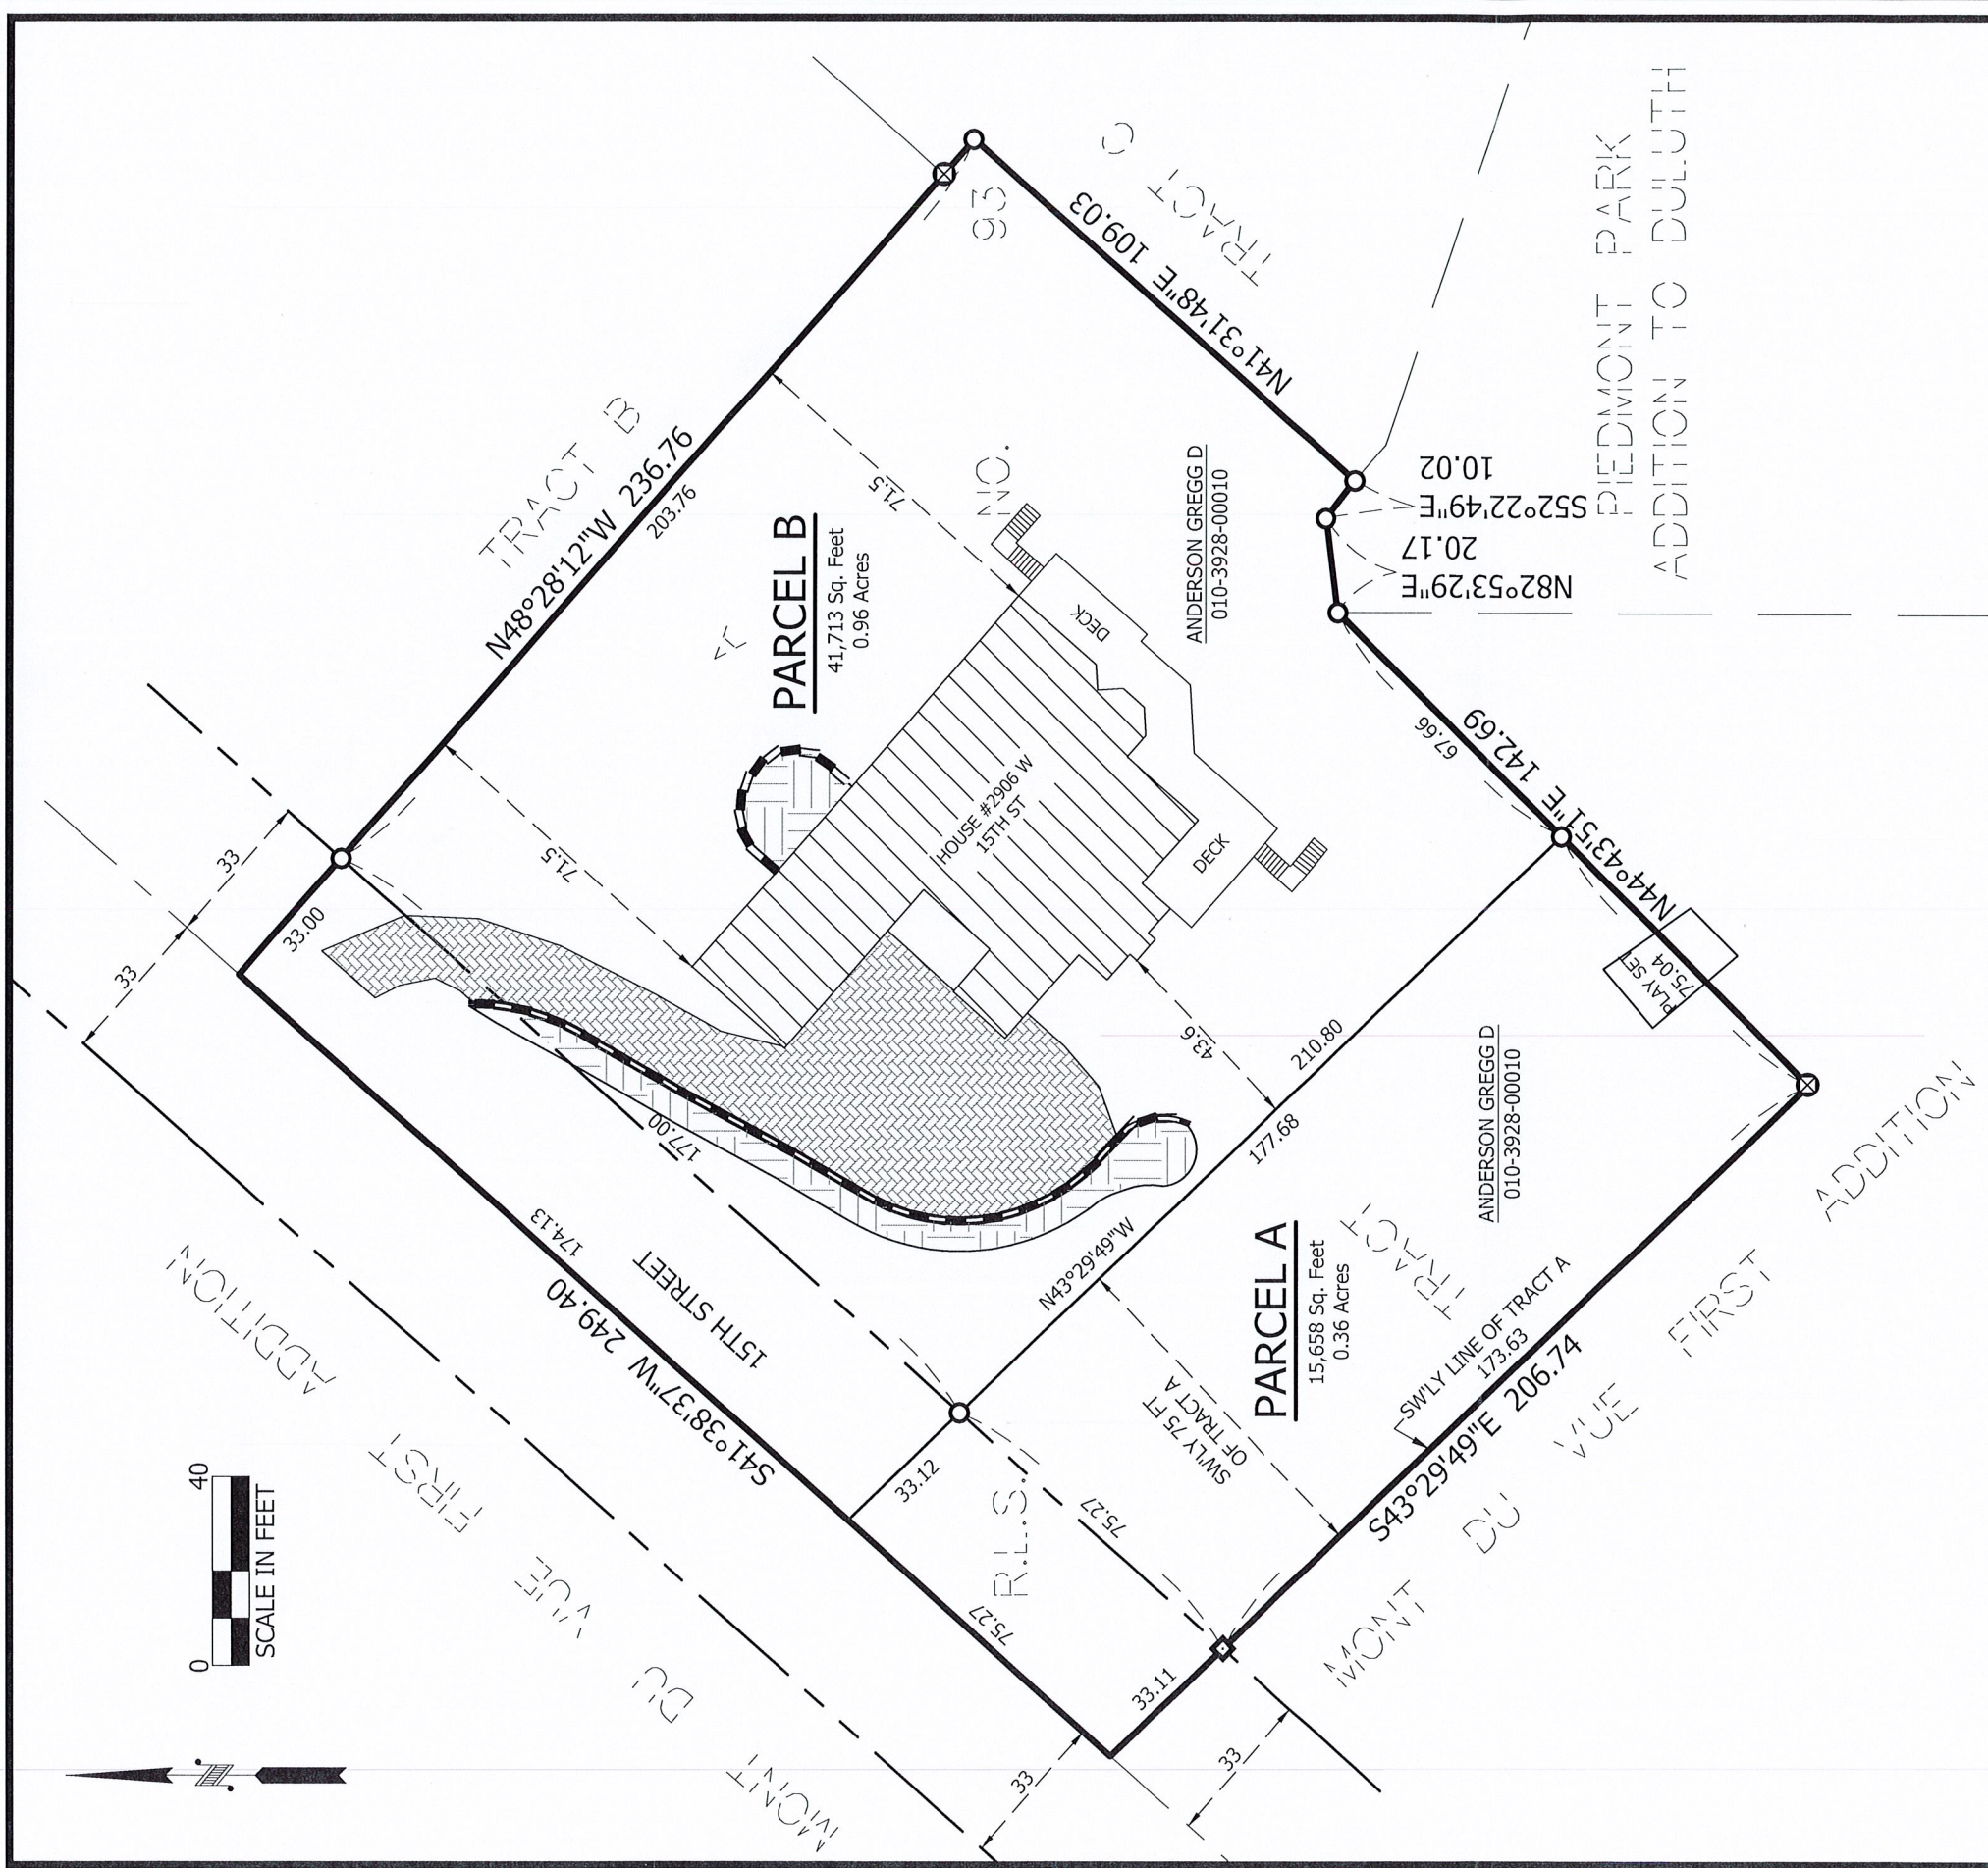 TRACT B
N48°28'12"W 236.76
203.76
33.00
33
33
93
TRACT C
N41°31'48"E 109.03
PIEDMONT PARK
ADDITION TO DULUTH
S52°22'49"E
10.02
N82°53'29"E
20.17
N44°43'51"E 142.69
67.66
75.04
PLAY SET
71.5
71.5
NO.
PARCEL B
41,713 Sq. Feet
0.96 Acres
ANDERSON GREGG D
010-3928-00010
DECK
HOUSE #2906 W
15TH ST
DECK
43.6
210.80
177.68
N43°29'49"W
177.00
174.13
15TH STREET
S41°38'37"W 249.40
33.12
75.27
75.27
R.L.S.
SW'LY 75 FT
OF TRACT A
PARCEL A
15,658 Sq. Feet
0.36 Acres
ANDERSON GREGG D
010-3928-00010
TRACT
SW'LY LINE OF TRACT A
173.63
S43°29'49"E 206.74
33.11
33
33
MONT DU VUE FIRST ADDITION
MONT DU VUE FIRST ADDITION
0 40
SCALE IN FEET